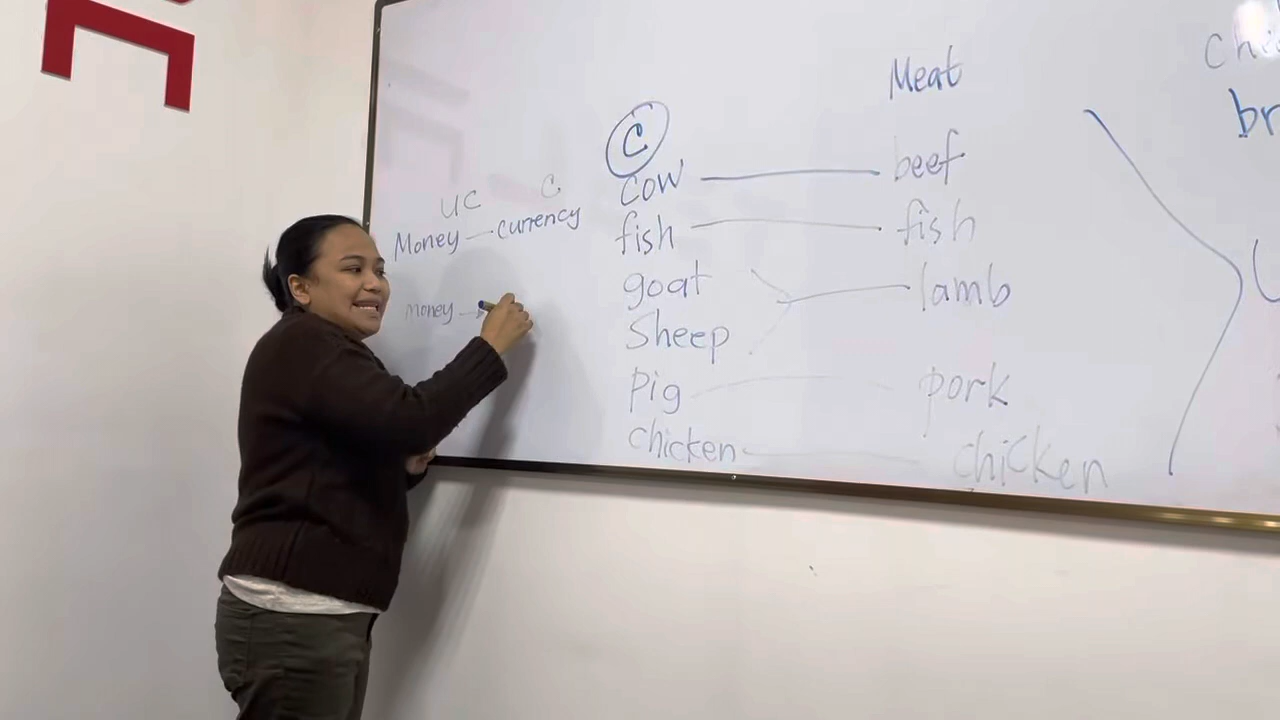 Meat
C
cow — beef
fish — fish
goat
lamb
Sheep
pig — pork
chicken — chicken
UC C
Money — currency
money —